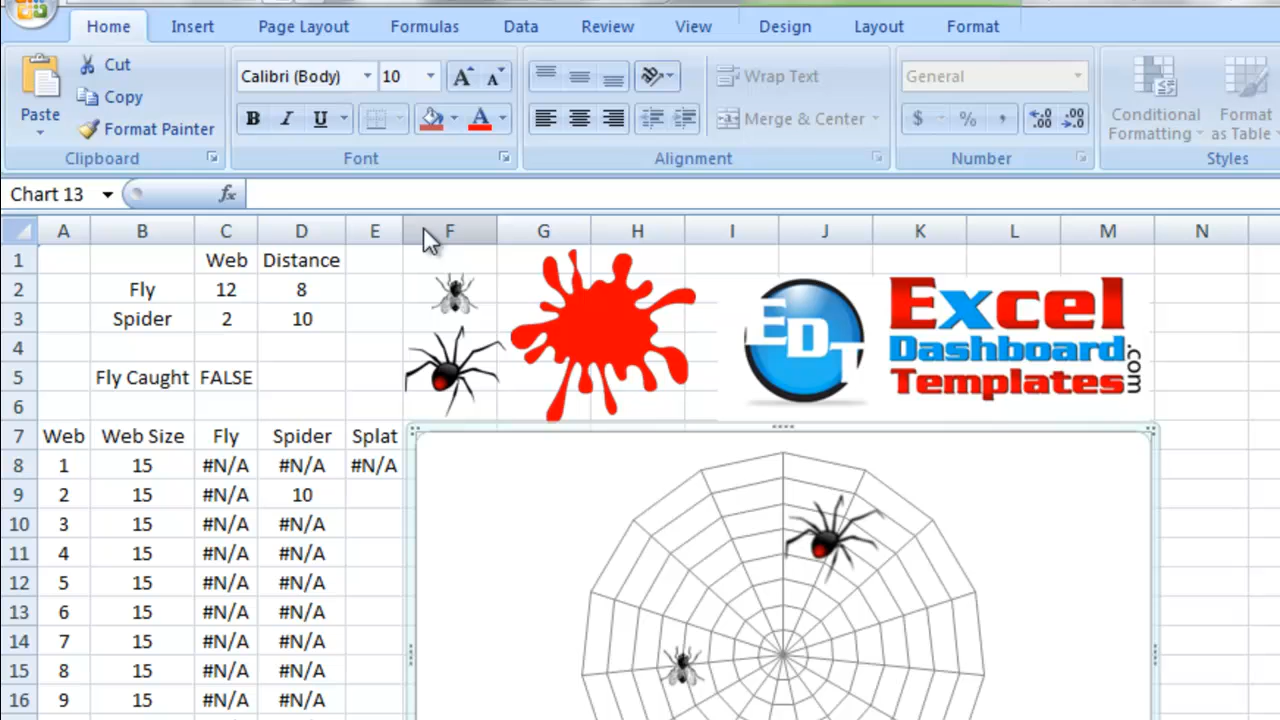 Home Insert Page Layout Formulas Data Review View Design Layout Format
Cut
Copy
Format Painter
Paste
Calibri (Body) 10
A A
B I U A
Wrap Text
Merge & Center
General
$ % , .0 .00 .00 .0
Conditional Formatting
Format as Table
Clipboard Font Alignment Number Styles
Chart 13 fx
A B C D E F G H I J K L M N
1 Web Distance
2 Fly 12 8
3 Spider 2 10
4
5 Fly Caught FALSE
6
7 Web Web Size Fly Spider Splat
8 1 15 #N/A #N/A #N/A
9 2 15 #N/A 10
10 3 15 #N/A #N/A
11 4 15 #N/A #N/A
12 5 15 #N/A #N/A
13 6 15 #N/A #N/A
14 7 15 #N/A #N/A
15 8 15 #N/A #N/A
16 9 15 #N/A #N/A
EDT
Excel
Dashboard
Templates
.com